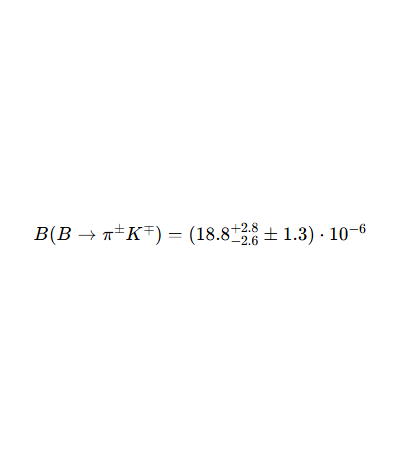 B(B → π^±K^∓) = (18.8^{+2.8}_{−2.6} ± 1.3) · 10^{−6}